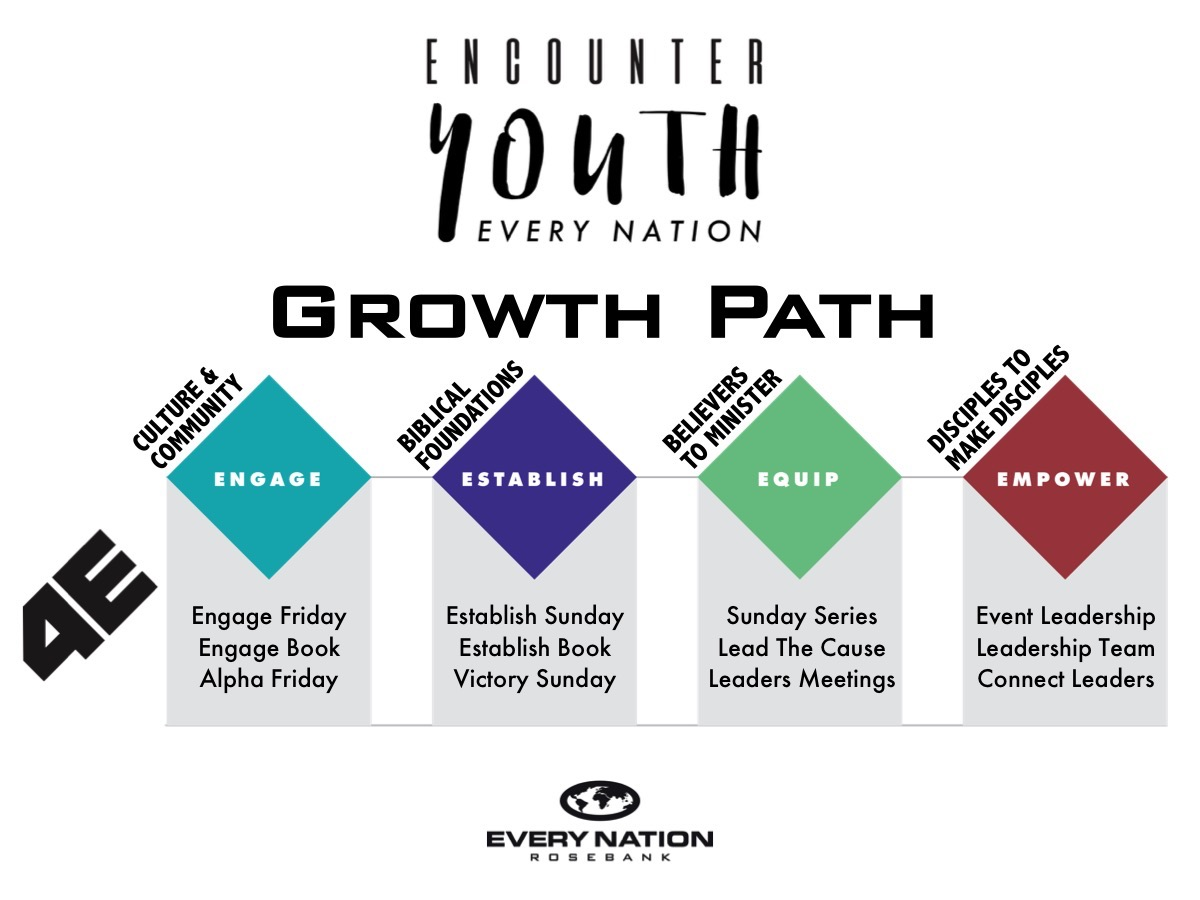 ENCOUNTER
YOUTH
EVERY NATION
GROWTH PATH
CULTURE &
COMMUNITY
ENGAGE
Engage Friday
Engage Book
Alpha Friday
BIBLICAL
FOUNDATIONS
ESTABLISH
Establish Sunday
Establish Book
Victory Sunday
BELIEVERS
TO MINISTER
EQUIP
Sunday Series
Lead The Cause
Leaders Meetings
DISCIPLES TO
MAKE DISCIPLES
EMPOWER
Event Leadership
Leadership Team
Connect Leaders
4E
EVERY NATION
ROSEBANK